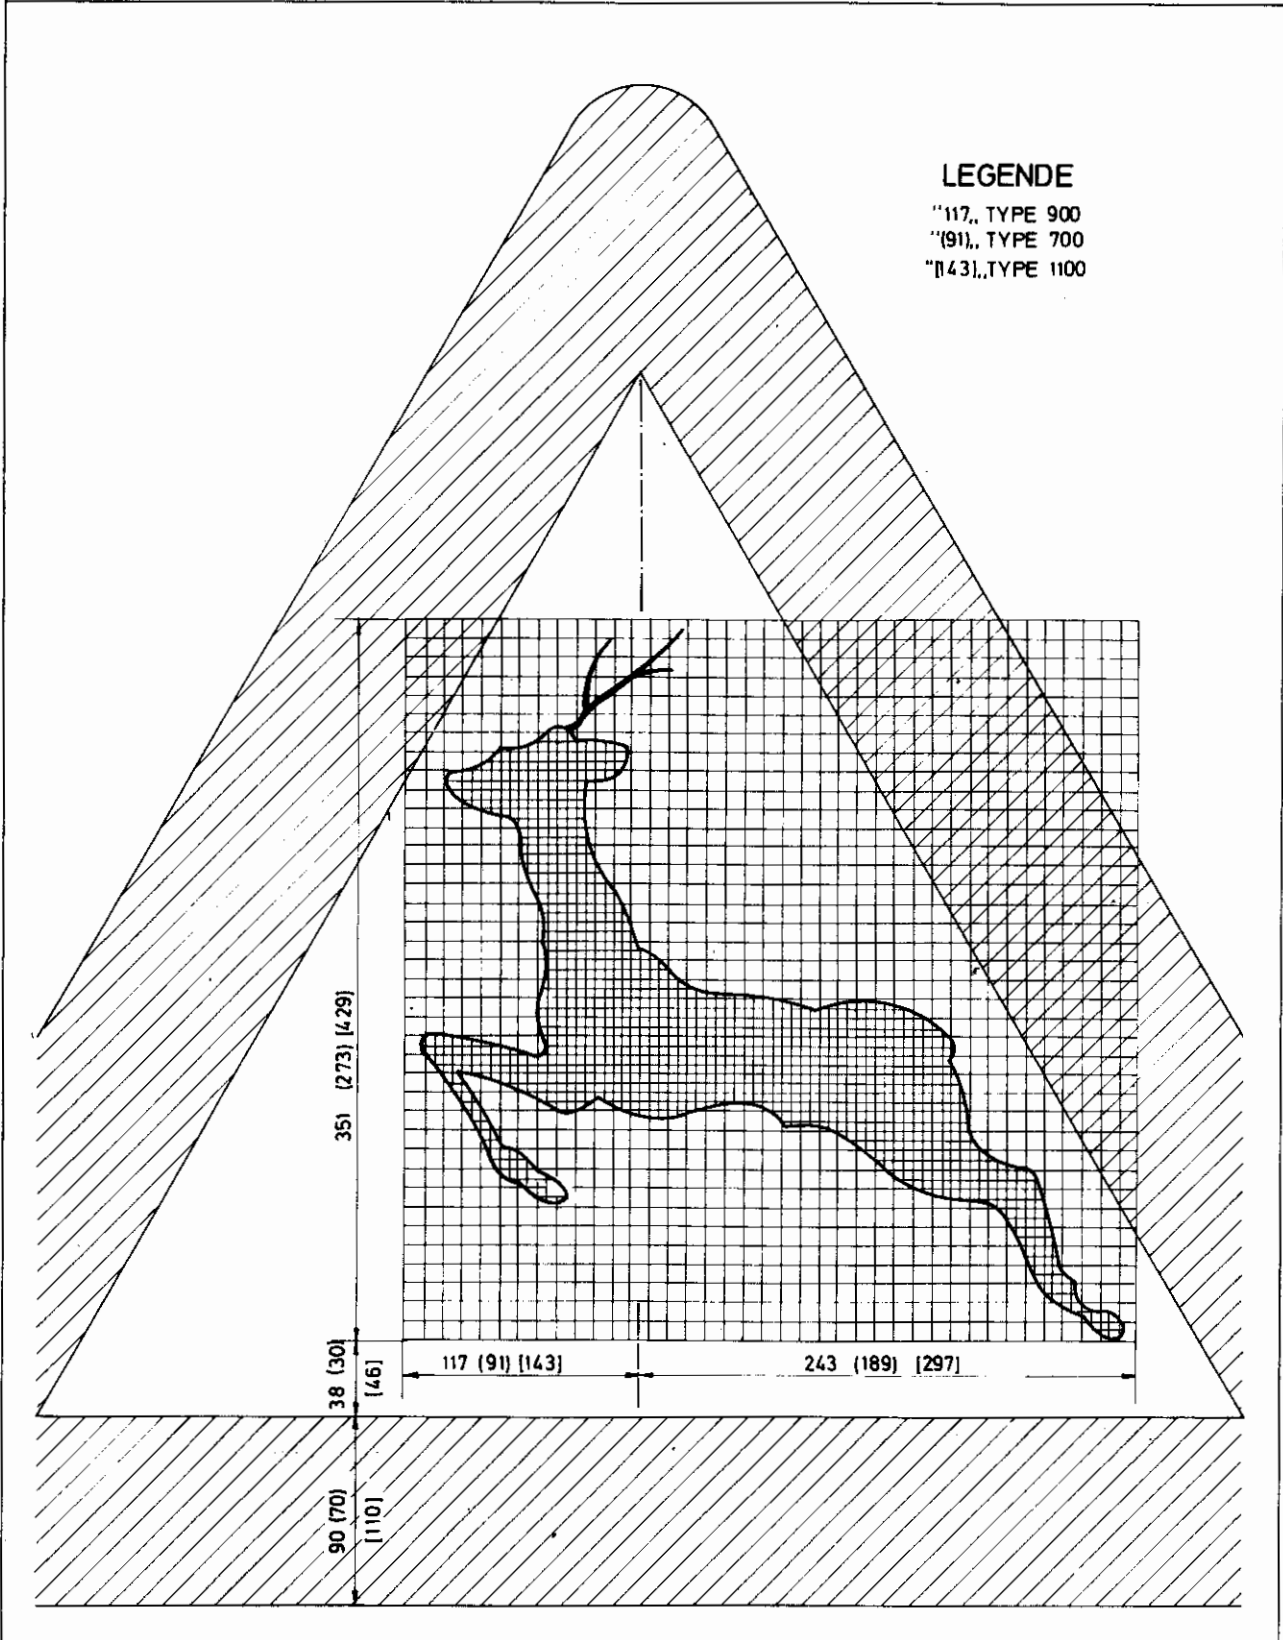 LEGENDE
"117,, TYPE 900
"(91),, TYPE 700
"[143],,TYPE 1100
351 (273) [429]
117 (91) [143]
243 (189) [297]
38 (30)
[46]
90 (70)
[110]